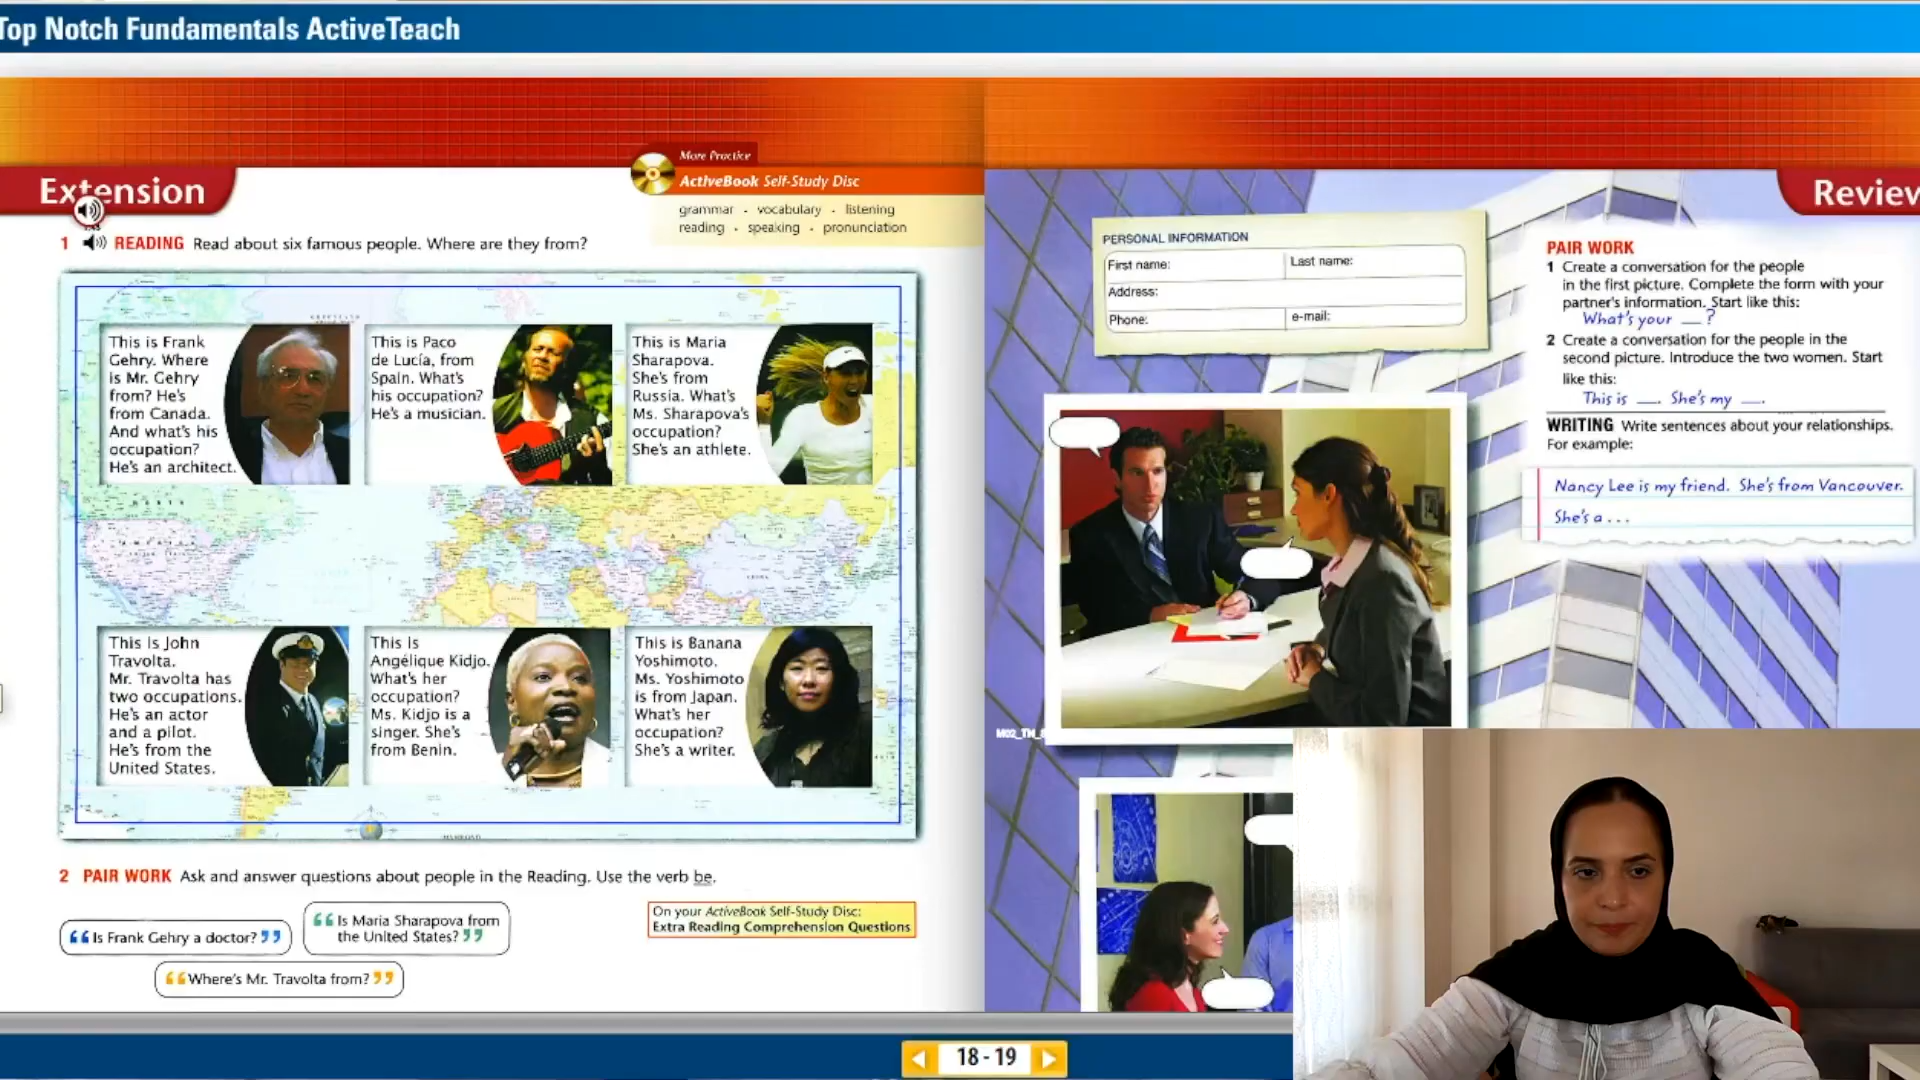 Top Notch Fundamentals ActiveTeach
Extension
More Practice
ActiveBook Self-Study Disc
grammar · vocabulary · listening
reading · speaking · pronunciation
1 READING Read about six famous people. Where are they from?
This is Frank
Gehry. Where
is Mr. Gehry
from? He's
from Canada.
And what's his
occupation?
He's an architect.
This is Paco
de Lucía, from
Spain. What's
his occupation?
He's a musician.
This is Maria
Sharapova.
She's from
Russia. What's
Ms. Sharapova's
occupation?
She's an athlete.
This is John
Travolta.
Mr. Travolta has
two occupations.
He's an actor
and a pilot.
He's from the
United States.
This is
Angélique Kidjo.
What's her
occupation?
Ms. Kidjo is a
singer. She's
from Benin.
This is Banana
Yoshimoto.
Ms. Yoshimoto
is from Japan.
What's her
occupation?
She's a writer.
2 PAIR WORK Ask and answer questions about people in the Reading. Use the verb be.
“Is Frank Gehry a doctor?”
“Is Maria Sharapova from
the United States?”
“Where's Mr. Travolta from?”
On your ActiveBook Self-Study Disc:
Extra Reading Comprehension Questions
Review
PERSONAL INFORMATION
First name: Last name:
Address:
Phone: e-mail:
PAIR WORK
1 Create a conversation for the people
in the first picture. Complete the form with your
partner's information. Start like this:
What's your __?
2 Create a conversation for the people in the
second picture. Introduce the two women. Start
like this:
This is __. She's my __.
WRITING Write sentences about your relationships.
For example:
Nancy Lee is my friend. She's from Vancouver.
She's a ...
18 - 19